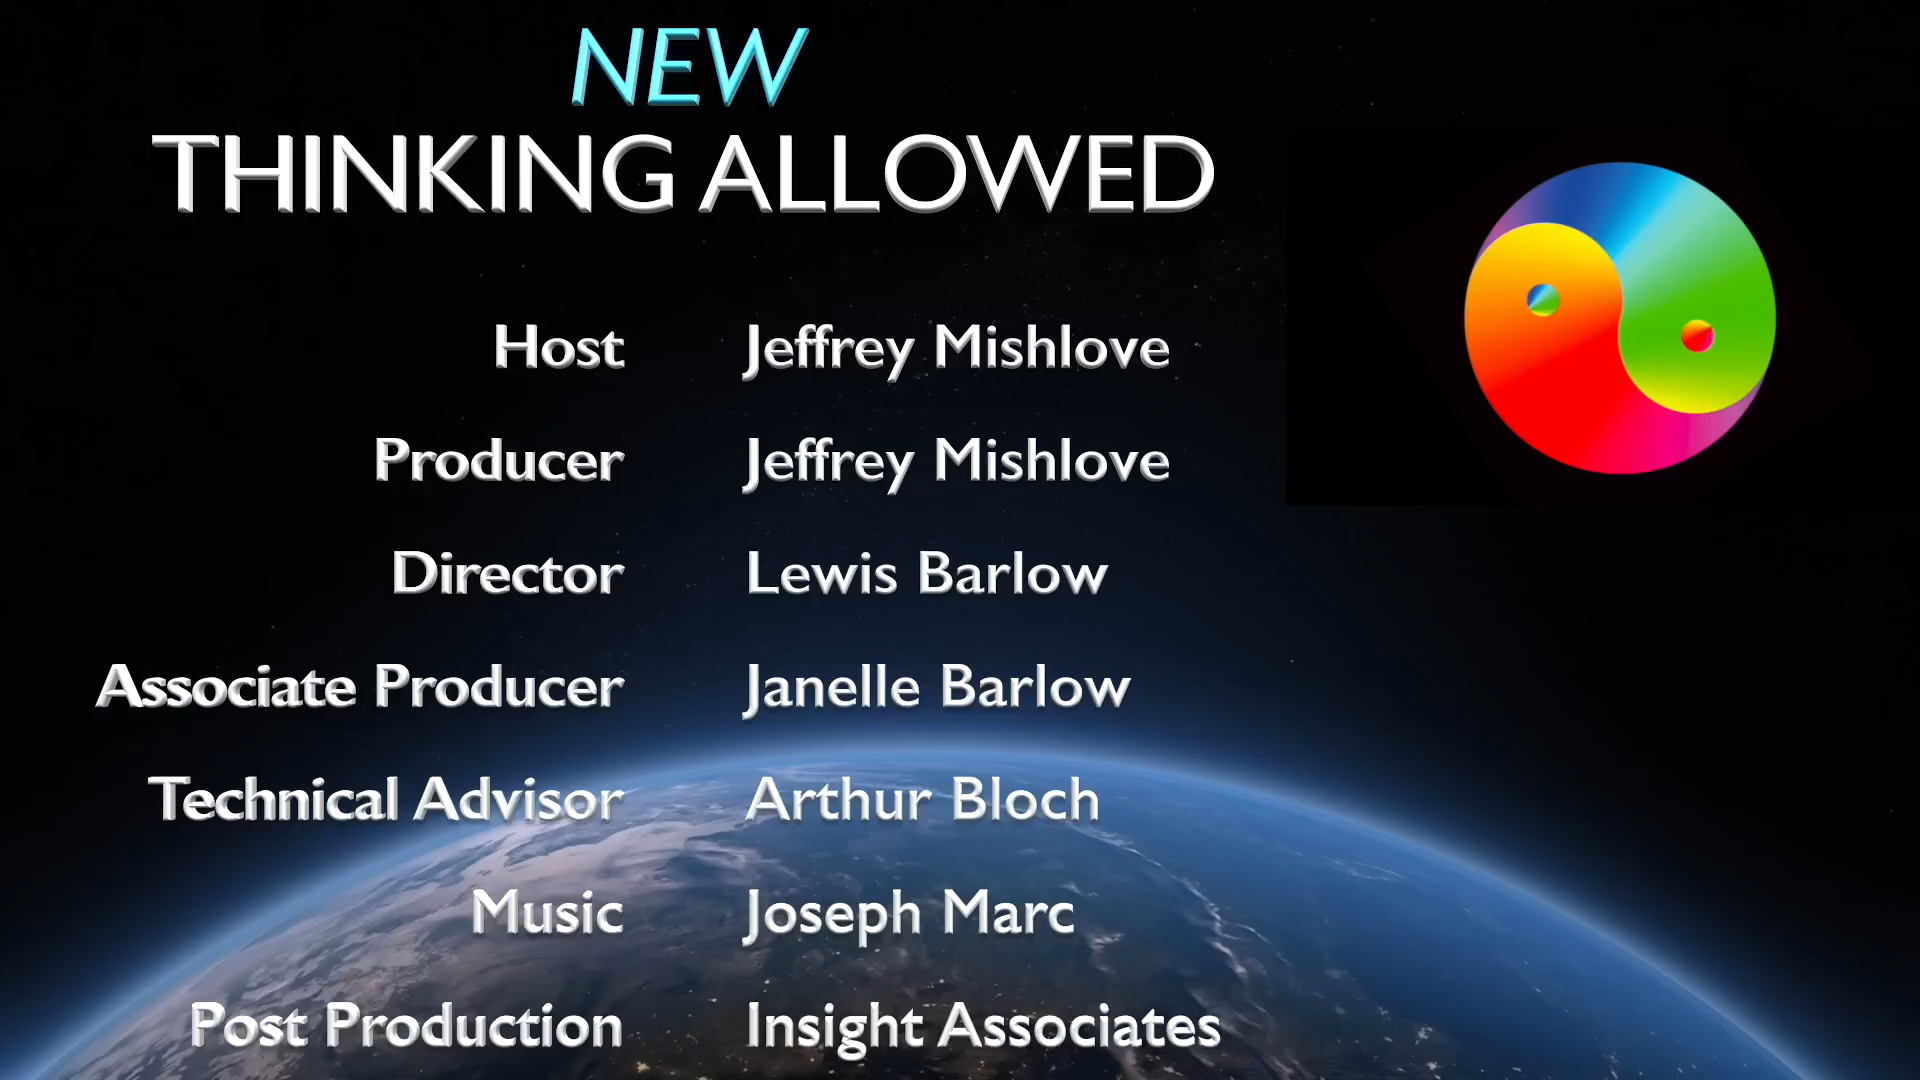 NEW
THINKING ALLOWED
Host Jeffrey Mishlove
Producer Jeffrey Mishlove
Director Lewis Barlow
Associate Producer Janelle Barlow
Technical Advisor Arthur Bloch
Music Joseph Marc
Post Production Insight Associates